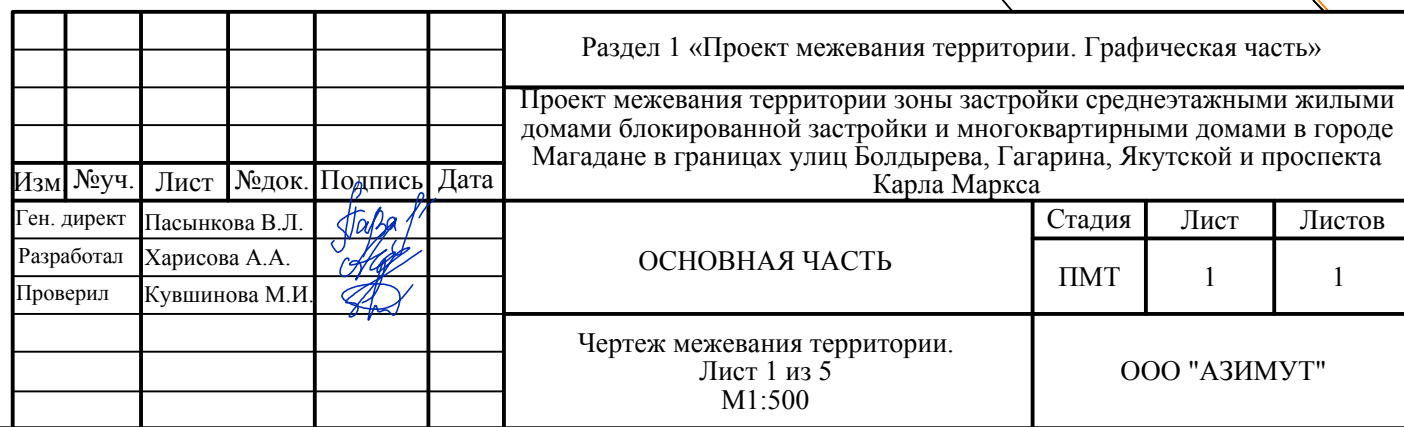 Раздел 1 «Проект межевания территории. Графическая часть»
Проект межевания территории зоны застройки среднеэтажными жилыми
домами блокированной застройки и многоквартирными домами в городе
Магадане в границах улиц Болдырева, Гагарина, Якутской и проспекта
Карла Маркса
Изм. №уч. Лист №док. Подпись Дата
Ген. директ Пасынкова В.Л.
Разработал Харисова А.А.
Проверил Кувшинова М.И.
ОСНОВНАЯ ЧАСТЬ
Стадия Лист Листов
ПМТ 1 1
Чертеж межевания территории.
Лист 1 из 5
М1:500
ООО "АЗИМУТ"